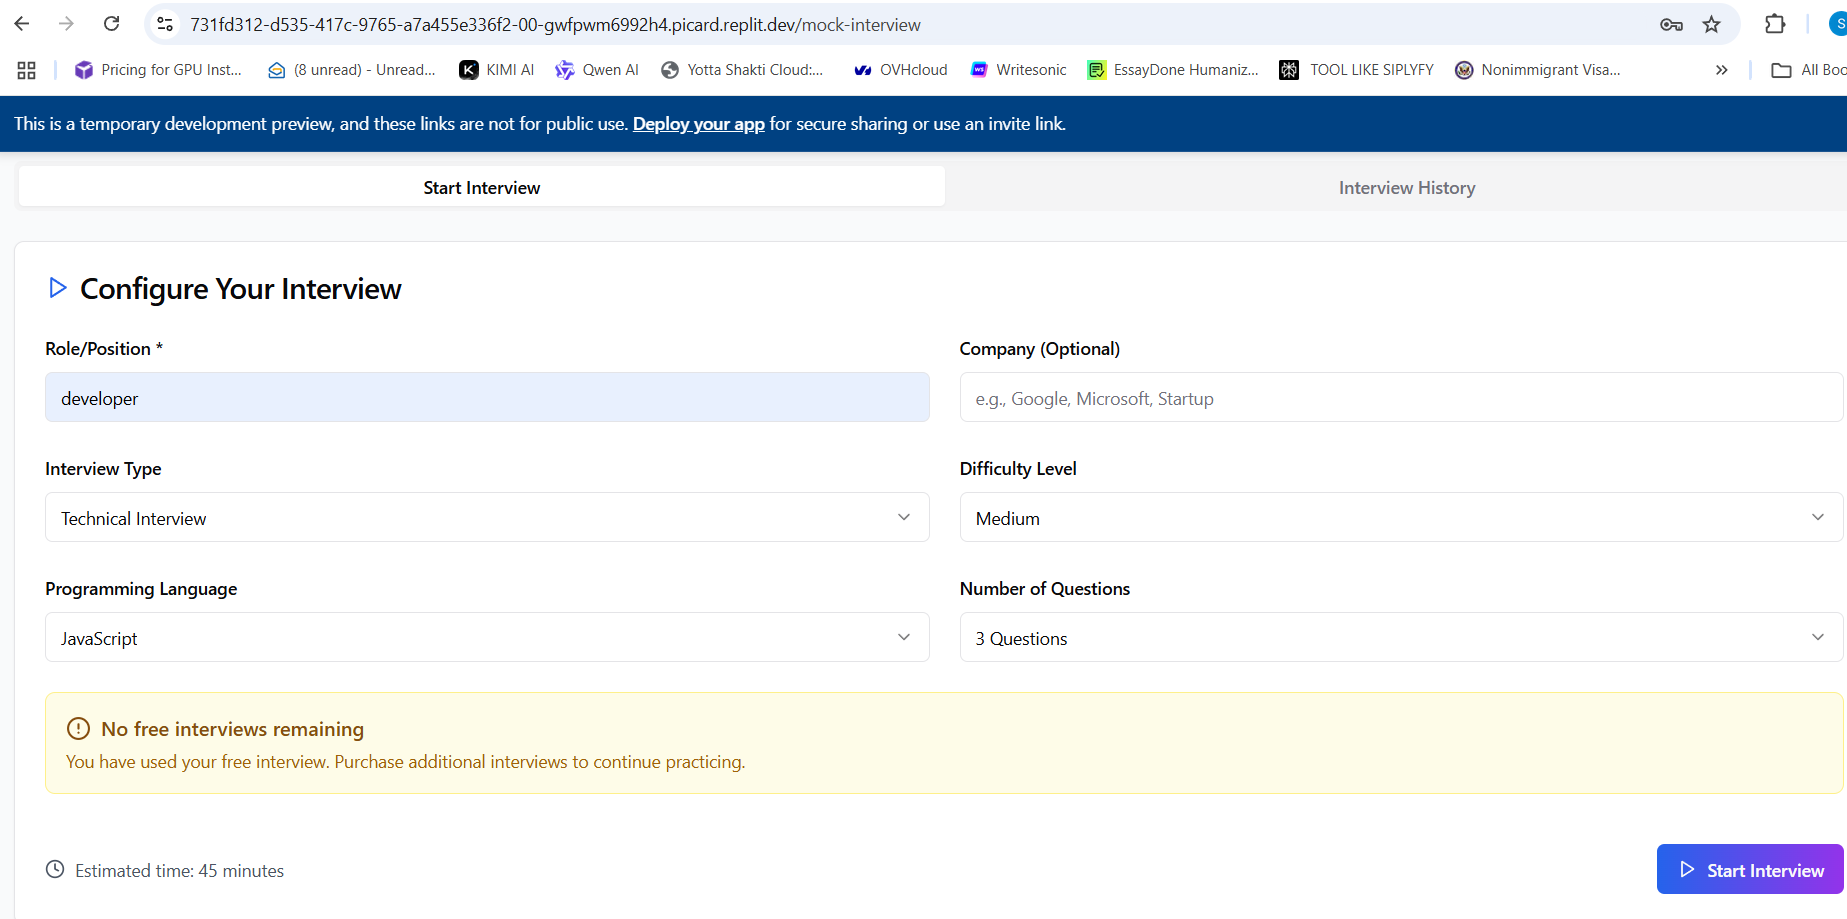 731fd312-d535-417c-9765-a7a455e336f2-00-gwfpwm6992h4.picard.replit.dev/mock-interview
S
Pricing for GPU Inst... (8 unread) - Unread... KIMI AI Qwen AI Yotta Shakti Cloud:... OVHcloud Writesonic EssayDone Humaniz... TOOL LIKE SIPLYFY Nonimmigrant Visa... » All Boo
This is a temporary development preview, and these links are not for public use. Deploy your app for secure sharing or use an invite link.
Start Interview Interview History
Configure Your Interview
Role/Position * Company (Optional)
developer e.g., Google, Microsoft, Startup
Interview Type Difficulty Level
Technical Interview Medium
Programming Language Number of Questions
JavaScript 3 Questions
No free interviews remaining
You have used your free interview. Purchase additional interviews to continue practicing.
Estimated time: 45 minutes Start Interview